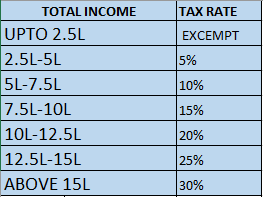 TOTAL INCOME TAX RATE
UPTO 2.5L EXCEMPT
2.5L-5L 5%
5L-7.5L 10%
7.5L-10L 15%
10L-12.5L 20%
12.5L-15L 25%
ABOVE 15L 30%